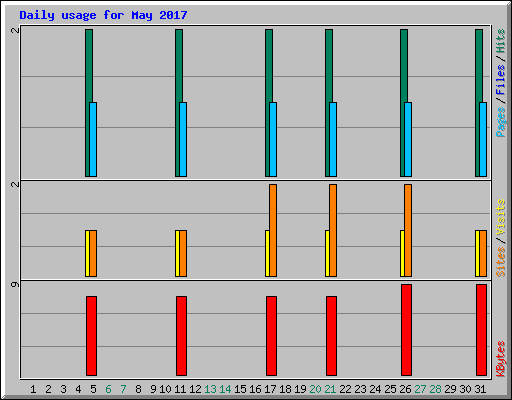 Daily usage for May 2017
2
Pages / Files / Hits
2
Sites / Visits
9
KBytes
1 2 3 4 5 6 7 8 9 10 11 12 13 14 15 16 17 18 19 20 21 22 23 24 25 26 27 28 29 30 31